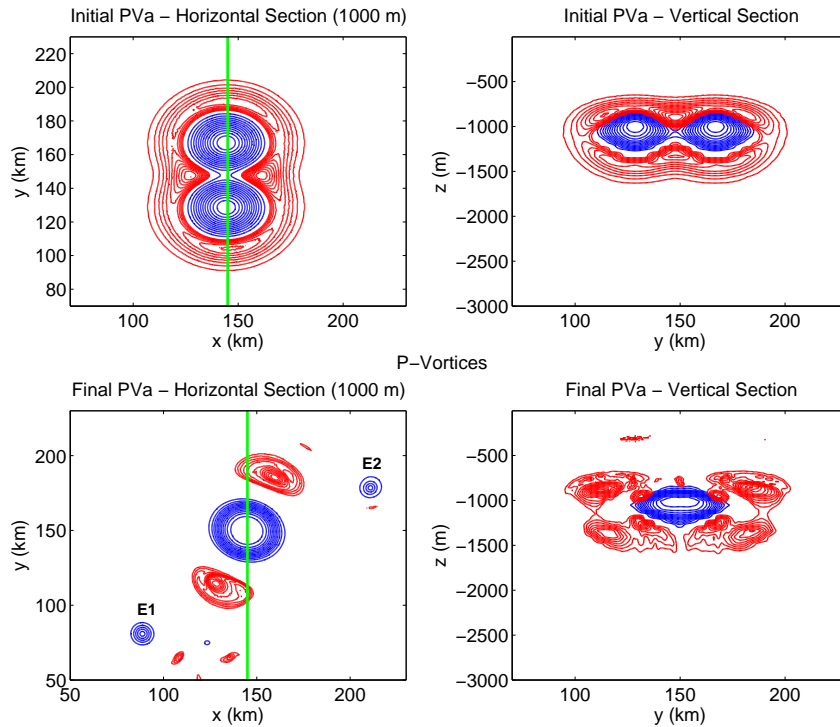 Initial PVa − Horizontal Section (1000 m)
Initial PVa − Vertical Section
220
200
180
160
140
120
100
80
y (km)
100
150
200
x (km)
−500
−1000
−1500
−2000
−2500
−3000
z (m)
100
150
200
y (km)
P−Vortices
Final PVa − Horizontal Section (1000 m)
Final PVa − Vertical Section
200
150
100
50
y (km)
E2
E1
50
100
150
200
x (km)
−500
−1000
−1500
−2000
−2500
−3000
z (m)
100
150
200
y (km)